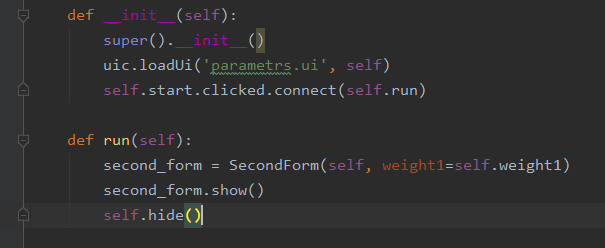 def __init__(self):
super().__init__()
uic.loadUi('parametrs.ui', self)
self.start.clicked.connect(self.run)
def run(self):
second_form = SecondForm(self, weight1=self.weight1)
second_form.show()
self.hide()